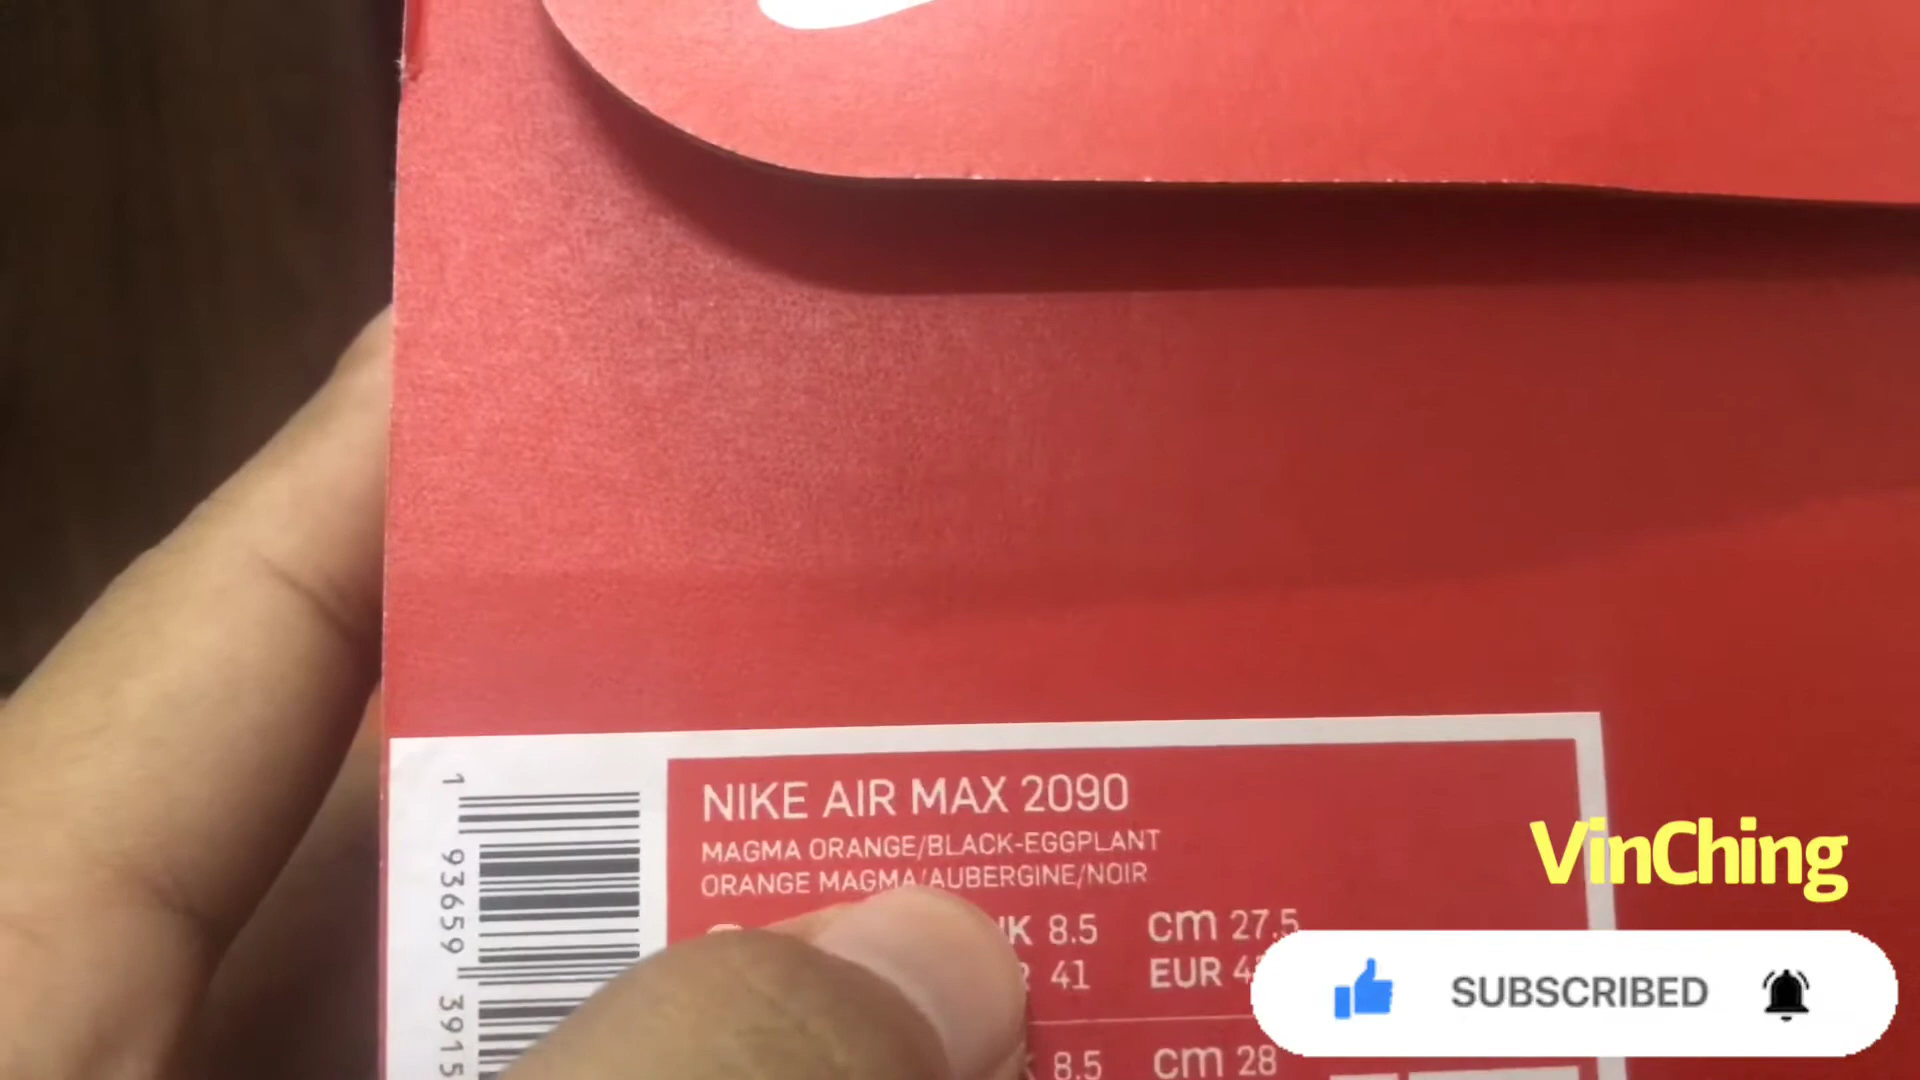 NIKE AIR MAX 2090
MAGMA ORANGE/BLACK-EGGPLANT
ORANGE MAGMA/AUBERGINE/NOIR
8.5 cm 27.5
41 EUR
8.5 cm 28
1 93659 3915
VinChing
SUBSCRIBED